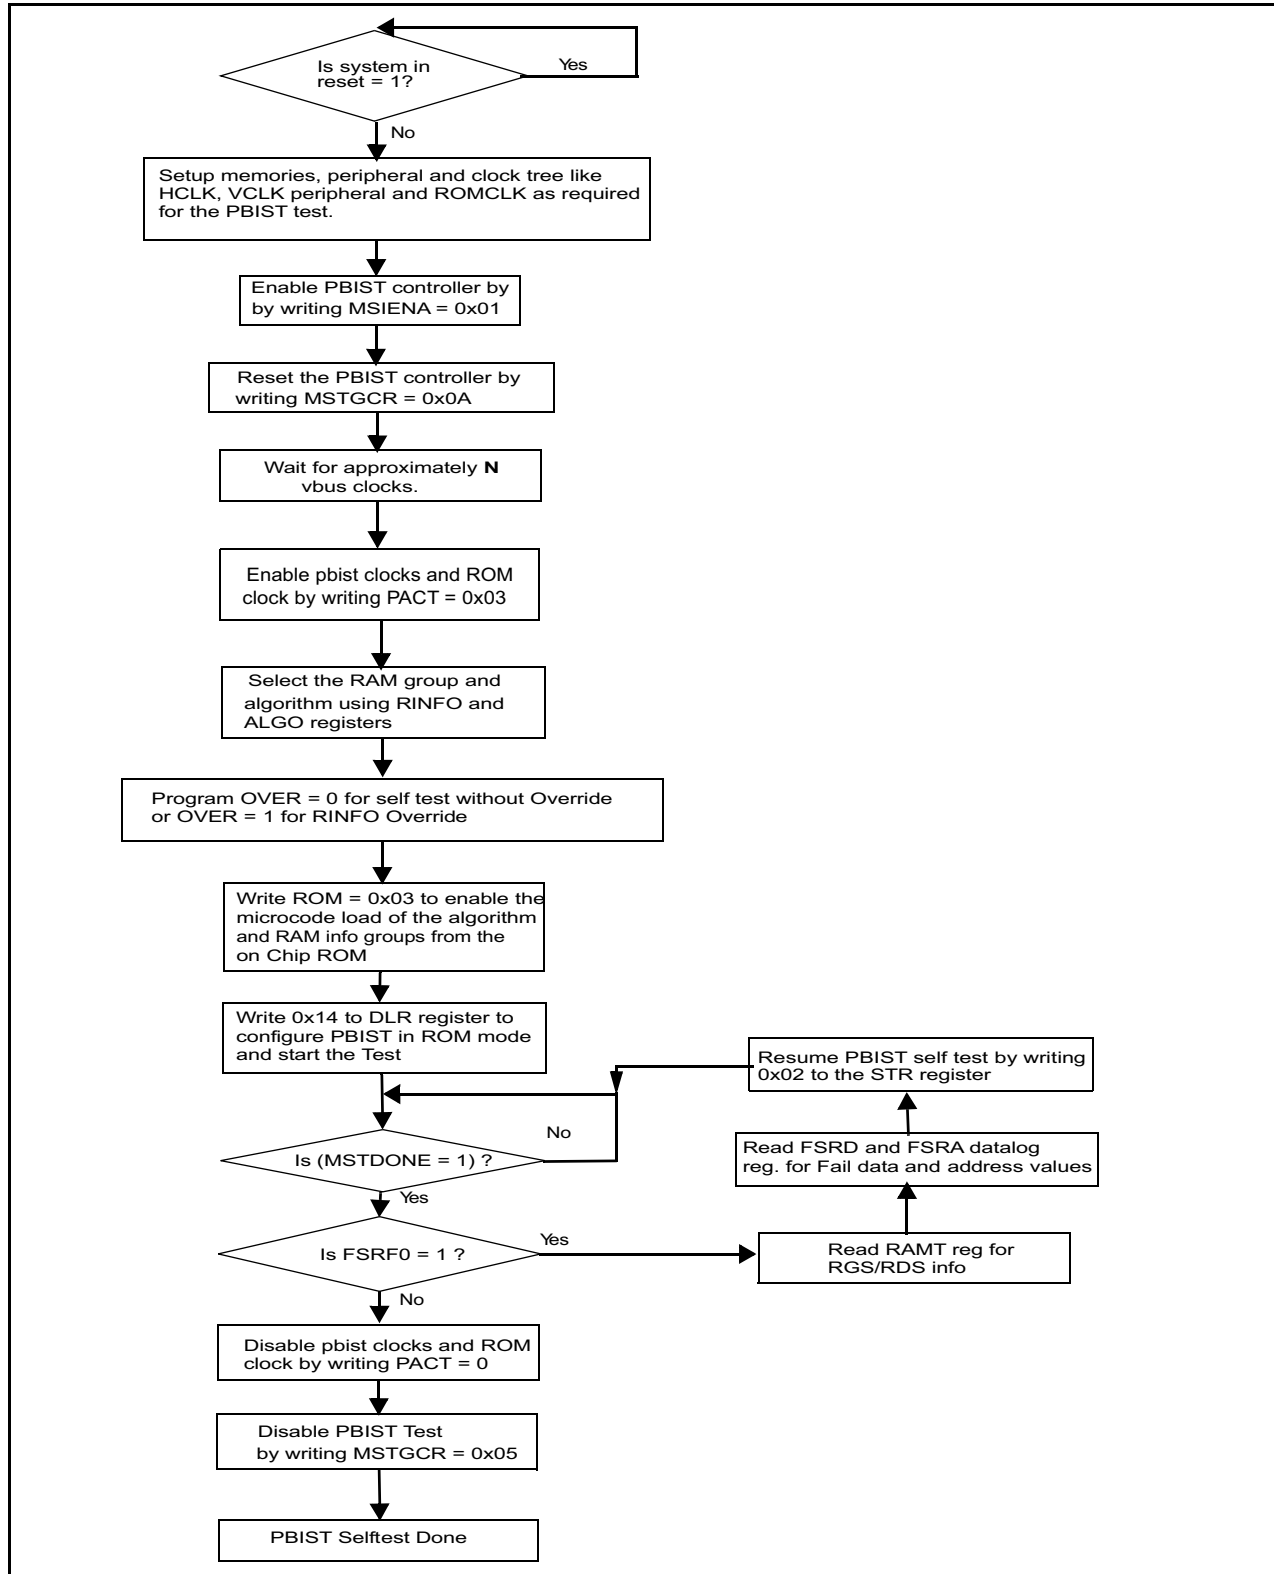 Is system in
reset = 1?
Yes
No
Setup memories, peripheral and clock tree like
HCLK, VCLK peripheral and ROMCLK as required
for the PBIST test.
Enable PBIST controller by
by writing MSIENA = 0x01
Reset the PBIST controller by
writing MSTGCR = 0x0A
Wait for approximately N
vbus clocks.
Enable pbist clocks and ROM
clock by writing PACT = 0x03
Select the RAM group and
algorithm using RINFO and
ALGO registers
Program OVER = 0 for self test without Override
or OVER = 1 for RINFO Override
Write ROM = 0x03 to enable the
microcode load of the algorithm
and RAM info groups from the
on Chip ROM
Write 0x14 to DLR register to
configure PBIST in ROM mode
and start the Test
Is (MSTDONE = 1) ?
No
Yes
Is FSRF0 = 1 ?
Yes
No
Read RAMT reg for
RGS/RDS info
Read FSRD and FSRA datalog
reg. for Fail data and address values
Resume PBIST self test by writing
0x02 to the STR register
Disable pbist clocks and ROM
clock by writing PACT = 0
Disable PBIST Test
by writing MSTGCR = 0x05
PBIST Selftest Done